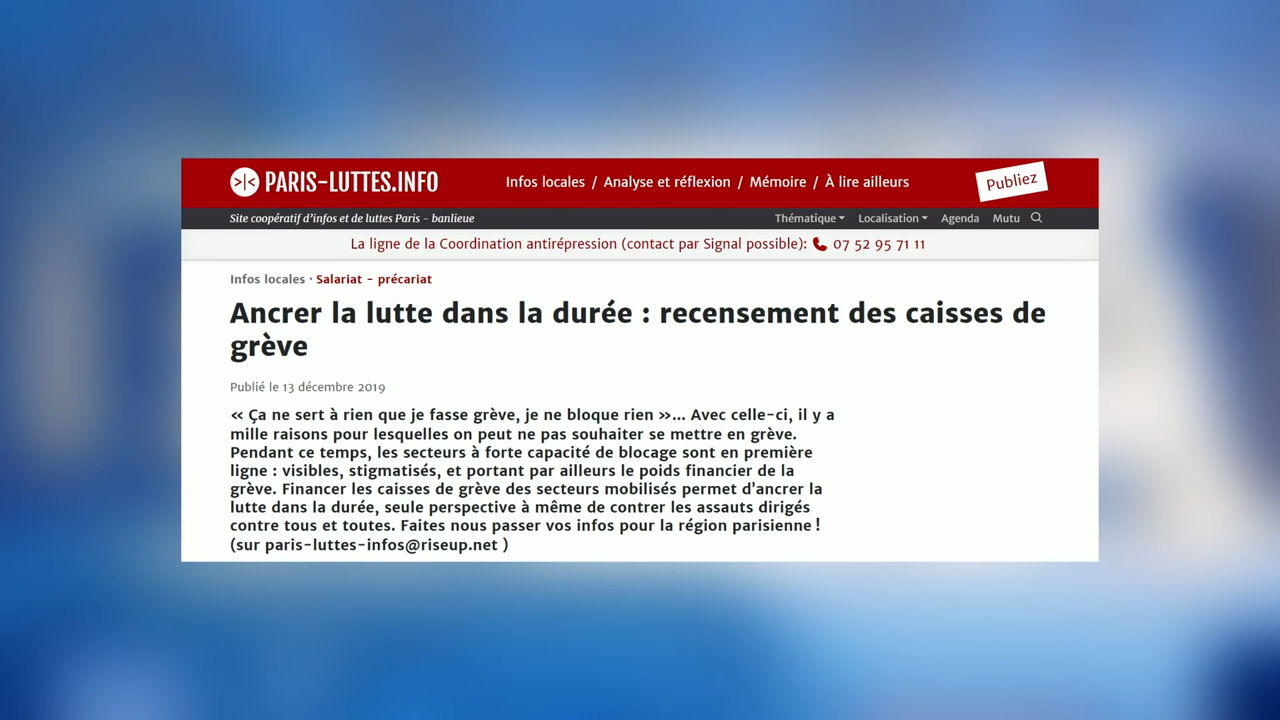 PARIS-LUTTES.INFO
Infos locales / Analyse et réflexion / Mémoire / À lire ailleurs
Publiez
Site coopératif d’infos et de luttes Paris – banlieue
Thématique Localisation Agenda Mutu
La ligne de la Coordination antirépression (contact par Signal possible): 07 52 95 71 11
Infos locales · Salariat – précariat
Ancrer la lutte dans la durée : recensement des caisses de
grève
Publié le 13 décembre 2019
« Ça ne sert à rien que je fasse grève, je ne bloque rien »... Avec celle-ci, il y a
mille raisons pour lesquelles on peut ne pas souhaiter se mettre en grève.
Pendant ce temps, les secteurs à forte capacité de blocage sont en première
ligne : visibles, stigmatisés, et portant par ailleurs le poids financier de la
grève. Financer les caisses de grève des secteurs mobilisés permet d’ancrer la
lutte dans la durée, seule perspective à même de contrer les assauts dirigés
contre tous et toutes. Faites nous passer vos infos pour la région parisienne !
(sur paris-luttes-infos@riseup.net )